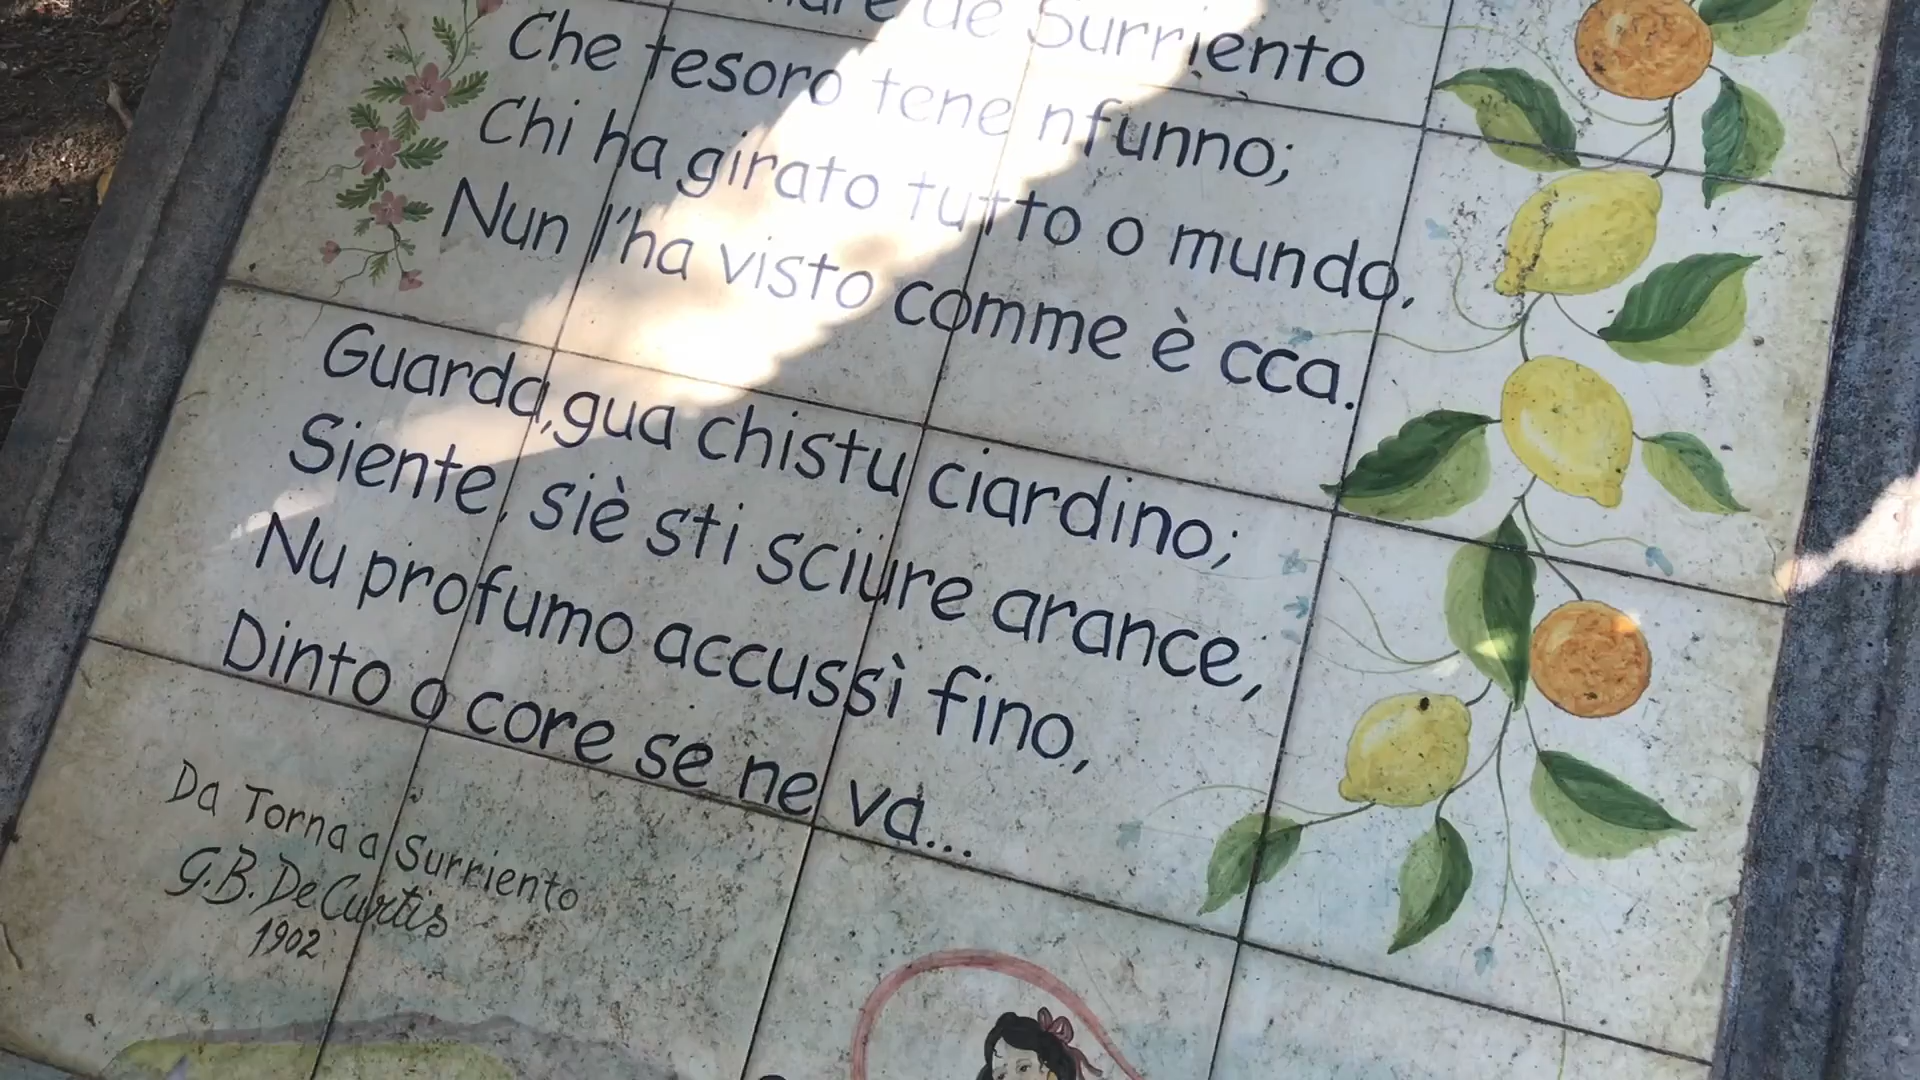 de Surriento
Che tesoro tene nfunno;
Chi ha girato tutto o mundo,
Nun l'ha visto comme è cca.
Guarda, gua chistu ciardino;
Siente, siè sti sciure arance,
Nu profumo accussì fino,
Dinto o core se ne va...
Da Torna a Surriento
G.B. De Curtis
1902